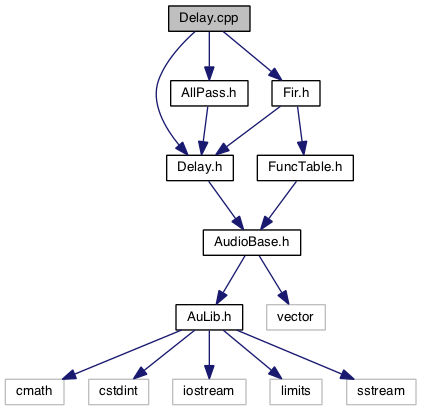 Delay.cpp
AllPass.h
Fir.h
Delay.h
FuncTable.h
AudioBase.h
AuLib.h
vector
cmath
cstdint
iostream
limits
sstream